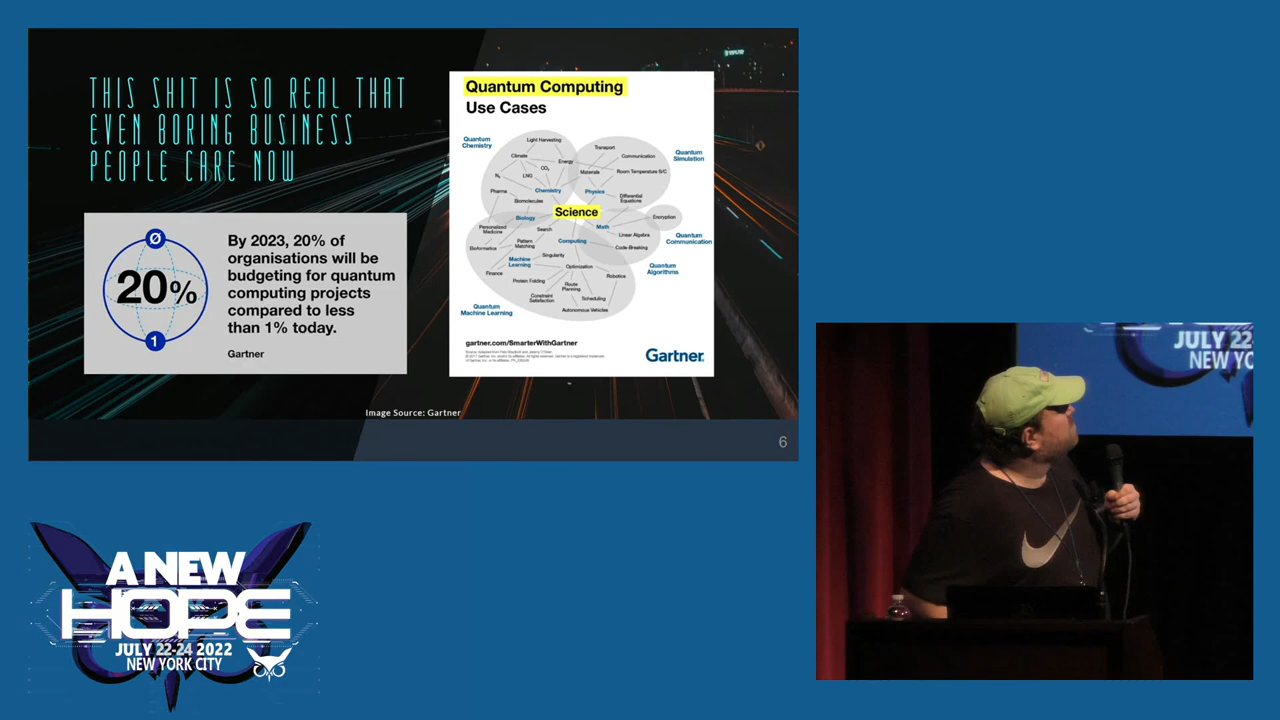 THIS SHIT IS SO REAL THAT
EVEN BORING BUSINESS
PEOPLE CARE NOW
0
20%
1
By 2023, 20% of
organisations will be
budgeting for quantum
computing projects
compared to less
than 1% today.
Gartner
Quantum Computing
Use Cases
Quantum
Chemistry
Light Harvesting
Climate
Energy
CO₂
N₂
LNG
Pharma
Chemistry
Biomolecules
Transport
Communication
Materials
Room Temperature S/C
Physics
Differential
Equations
Quantum
Simulation
Science
Biology
Search
Personalized
Medicine
Pattern
Matching
Computing
Bioformatics
Math
Encryption
Linear Algebra
Code-Breaking
Quantum
Communication
Singularity
Machine
Learning
Optimization
Finance
Robotics
Protein Folding
Route
Planning
Constraint
Satisfaction
Scheduling
Autonomous Vehicles
Quantum
Algorithms
Quantum
Machine Learning
gartner.com/SmarterWithGartner
Gartner
Image Source: Gartner
6
JULY 22
NEW YO
A NEW
HOPE
JULY 22-24 2022
NEW YORK CITY